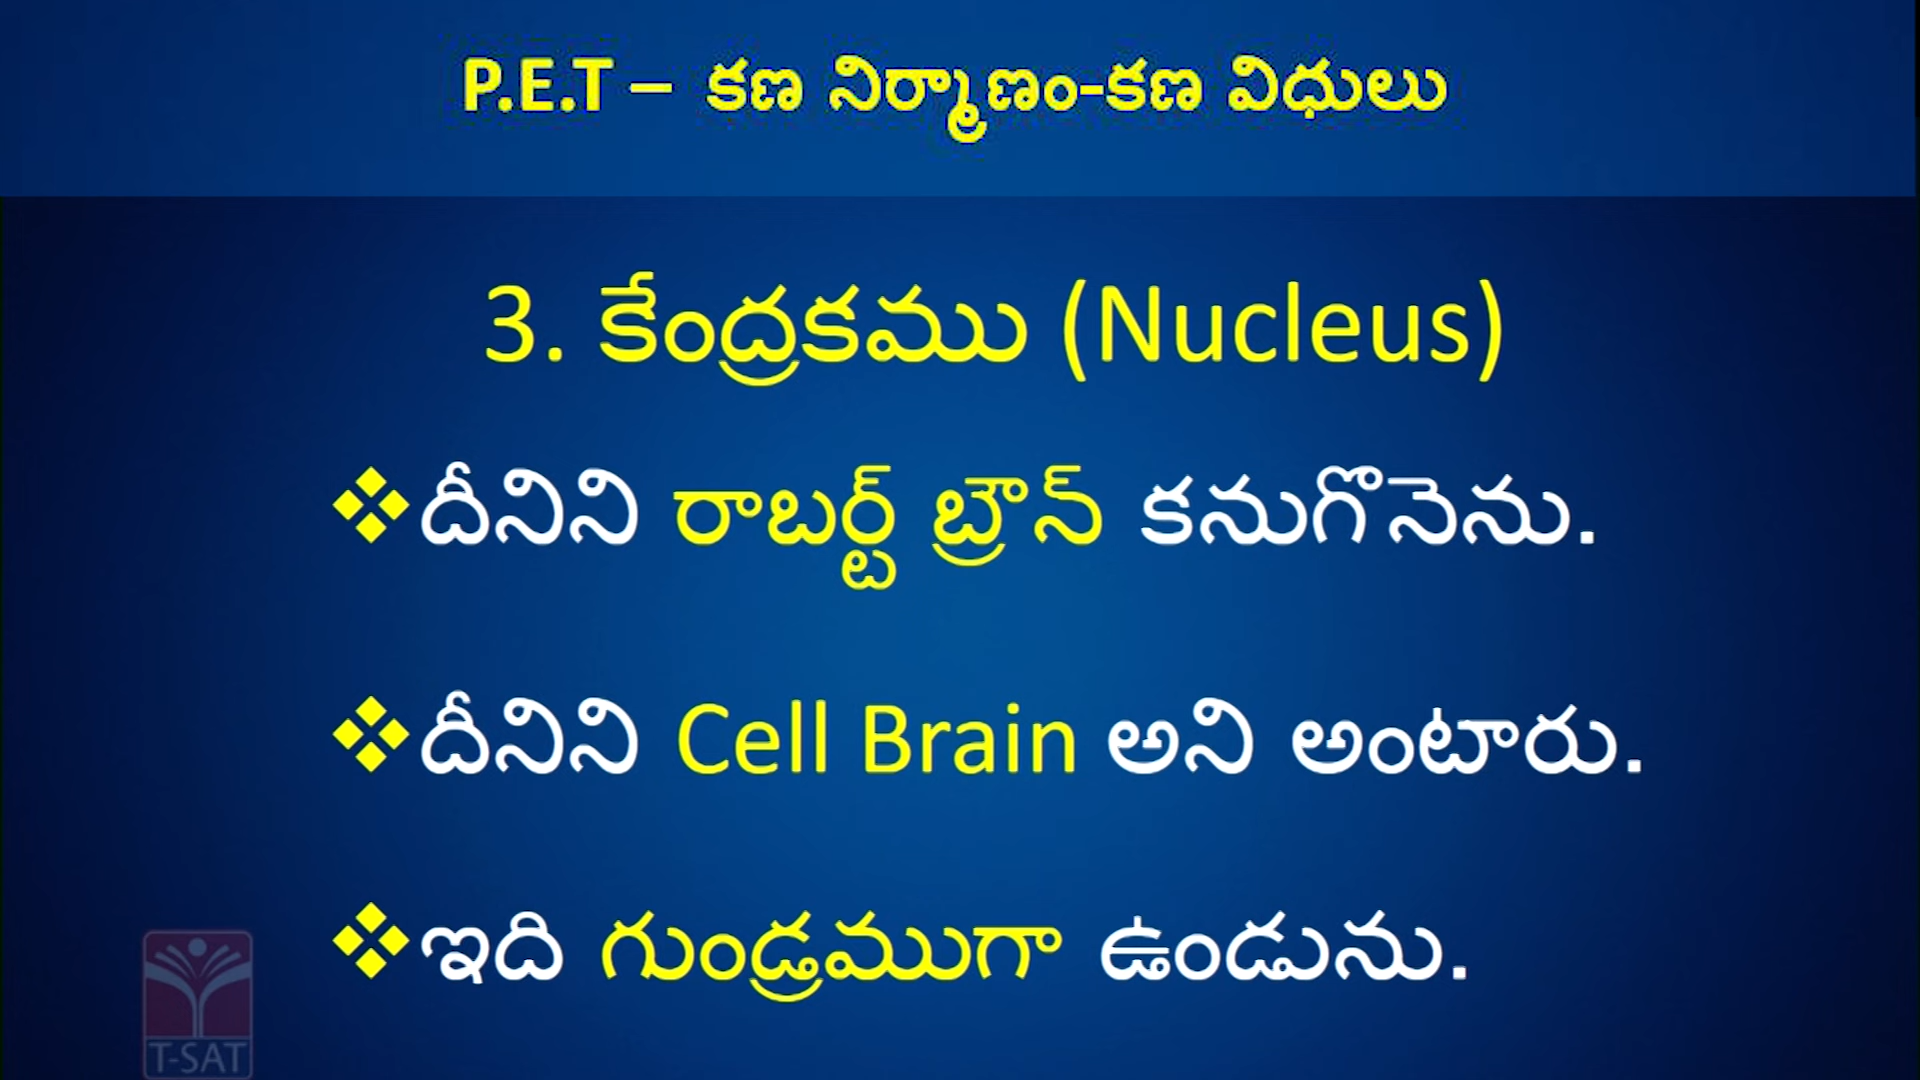 P.E.T – కణ నిర్మాణం-కణ విధులు
3. కేంద్రకము (Nucleus)
❖దీనిని రాబర్ట్ బ్రౌన్ కనుగొనెను.
❖దీనిని Cell Brain అని అంటారు.
❖ఇది గుండ్రముగా ఉండును.
T-SAT